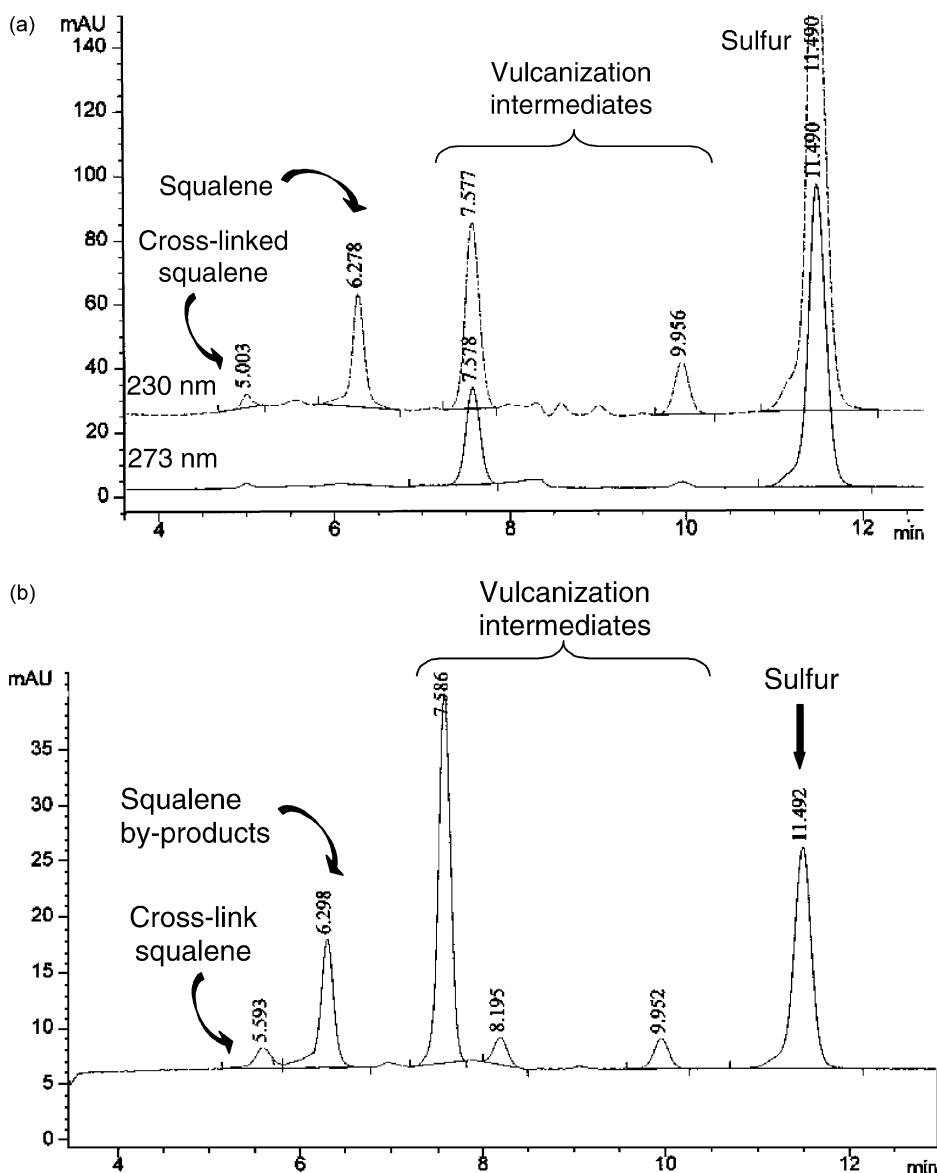 (a)
mAU
140
120
100
80
60
40
20
0
Sulfur
Vulcanization
intermediates
Squalene
Cross-linked
squalene
230 nm
273 nm
5.003
6.278
7.577
7.578
9.956
11.490
11.490
4
6
8
10
12
min
(b)
mAU
35
30
25
20
15
10
5
0
Vulcanization
intermediates
Sulfur
Squalene
by-products
Cross-link
squalene
5.593
6.298
7.586
8.195
9.952
11.492
4
6
8
10
12
min